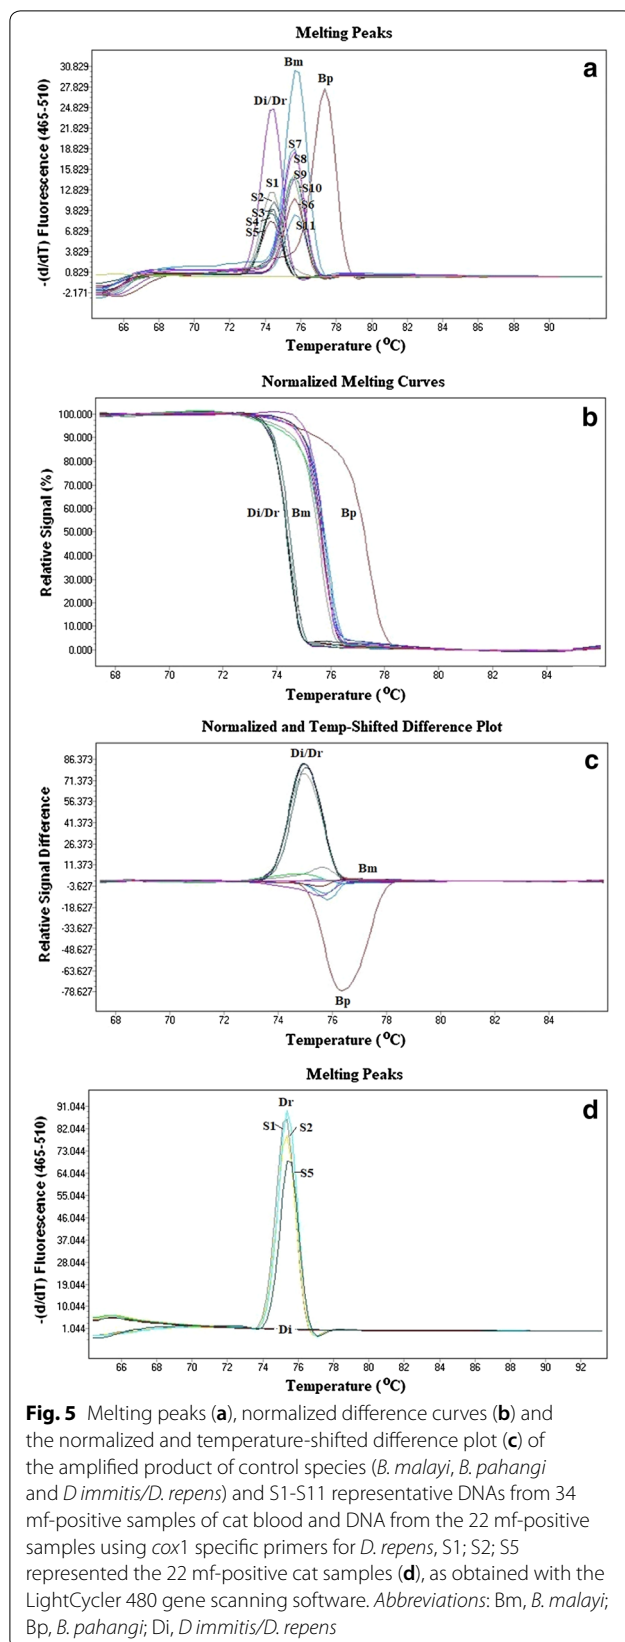 Melting Peaks
a
-(d/dT) Fluorescence (465-510)
30.829
27.829
24.829
21.829
18.829
15.829
12.829
9.829
6.829
3.829
0.829
-2.171
Di/Dr
Bm
Bp
S7
S8
S9
S10
S6
S11
S1
S2
S3
S4
S5
66 68 70 72 74 76 78 80 82 84 86 88 90
Temperature (OC)
Normalized Melting Curves
b
Relative Signal (%)
100.000
90.000
80.000
70.000
60.000
50.000
40.000
30.000
20.000
10.000
0.000
Di/Dr Bm Bp
68 70 72 74 76 78 80 82 84
Temperature (OC)
Normalized and Temp-Shifted Difference Plot
c
Relative Signal Difference
86.373
71.373
56.373
41.373
26.373
11.373
-3.627
-18.627
-33.627
-48.627
-63.627
-78.627
Di/Dr
Bm
Bp
68 70 72 74 76 78 80 82 84
Temperature (OC)
Melting Peaks
d
-(d/dT) Fluorescence (465-510)
91.044
82.044
73.044
64.044
55.044
46.044
37.044
28.044
19.044
10.044
1.044
Dr
S1 S2
S5
Di
66 68 70 72 74 76 78 80 82 84 86 88 90 92
Temperature (OC)
Fig. 5 Melting peaks (a), normalized difference curves (b) and
the normalized and temperature-shifted difference plot (c) of
the amplified product of control species (B. malayi, B. pahangi
and D immitis/D. repens) and S1-S11 representative DNAs from 34
mf-positive samples of cat blood and DNA from the 22 mf-positive
samples using cox1 specific primers for D. repens, S1; S2; S5
represented the 22 mf-positive cat samples (d), as obtained with the
LightCycler 480 gene scanning software. Abbreviations: Bm, B. malayi;
Bp, B. pahangi; Di, D immitis/D. repens